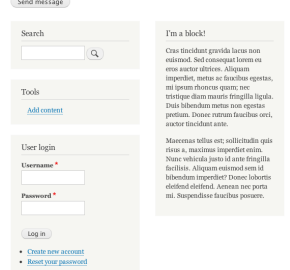 Send message
Search
Tools
Add content
User login
Username *
Password *
Log in
Create new account
Reset your password
I'm a block!
Cras tincidunt gravida lacus non
euismod. Sed consequat lorem eu
eros auctor ultrices. Aliquam
imperdiet, metus ac faucibus egestas,
mi ipsum rhoncus quam; nec
tristique diam mauris fringilla ligula.
Duis bibendum metus non egestas
pretium. Donec rutrum faucibus orci,
auctor tincidunt ante.
Maecenas tellus est; sollicitudin quis
risus a, maximus imperdiet enim.
Nunc vehicula justo id ante fringilla
facilisis. Aliquam euismod sem id
bibendum imperdiet? Donec lobortis
eleifend eleifend. Aenean nec porta
mi. Suspendisse faucibus posuere.